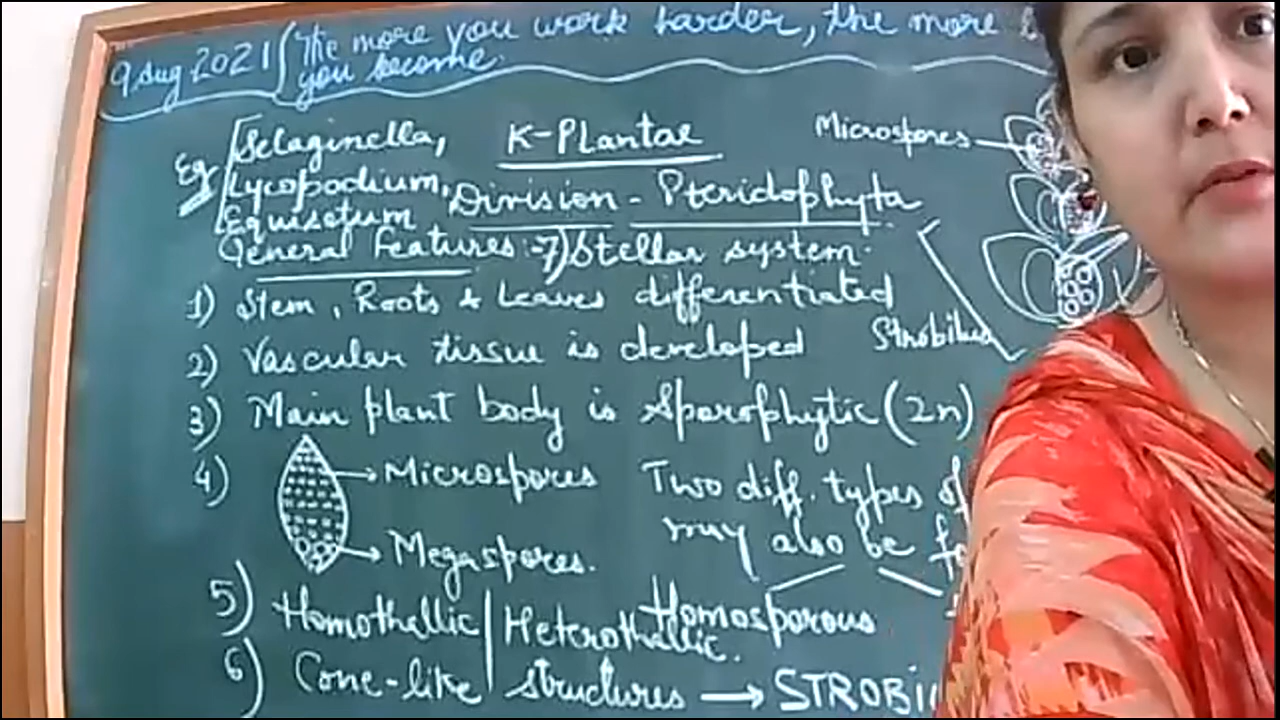 9 Aug 2021 The more you work harder, the more
you become.
Eg Selaginella,
Lycopodium,
Equisetum
K-Plantae
Division - Pteridophyta
General Features :- 7) Stellar system.
1) Stem, Roots & Leaves differentiated
2) Vascular tissue is developed
3) Main plant body is Sporophytic (2n)
4) Microspores
Megaspores.
Two diff. types of
may also be
Homosporous
5) Homothallic | Heterothallic.
6) Cone-like structures → STROBI
Microspores
Strobilus